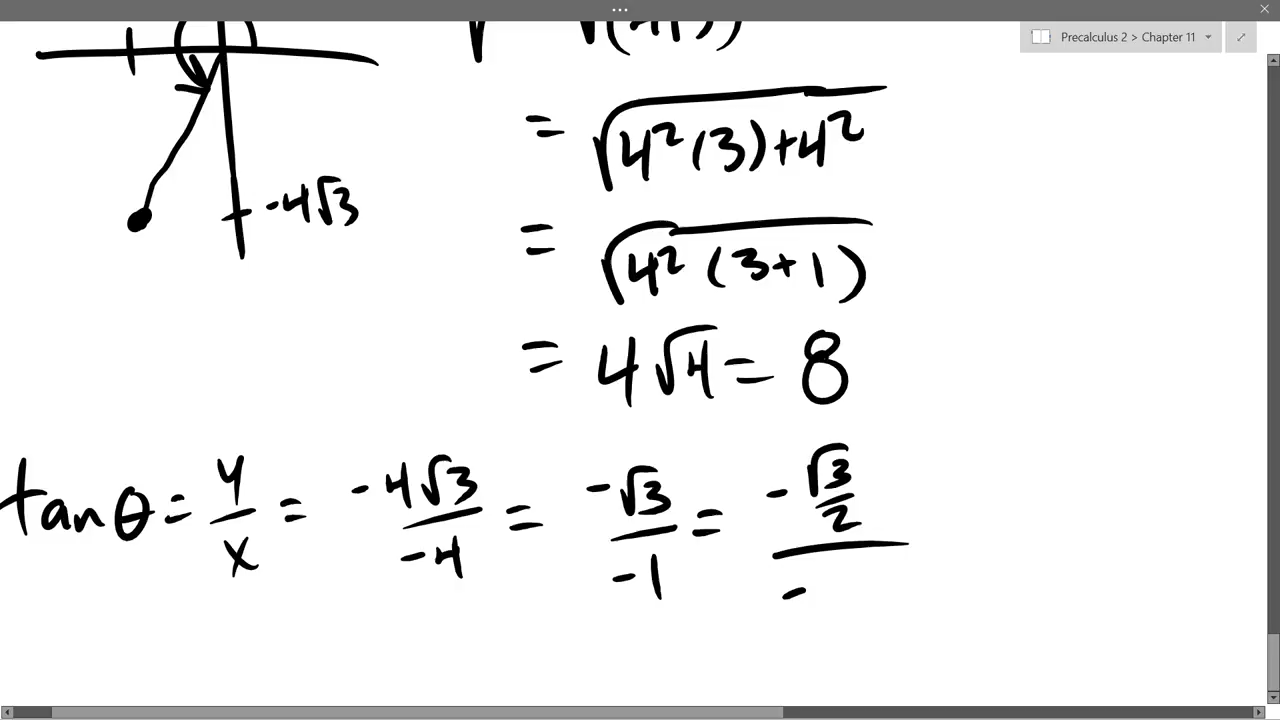 Precalculus 2 > Chapter 11
= √(4²(3)+4²)
-4√3
= √(4²(3+1)
= 4√4 = 8
tanθ = y/x = -4√3/-4 = -√3/-1 = -√3/2/-